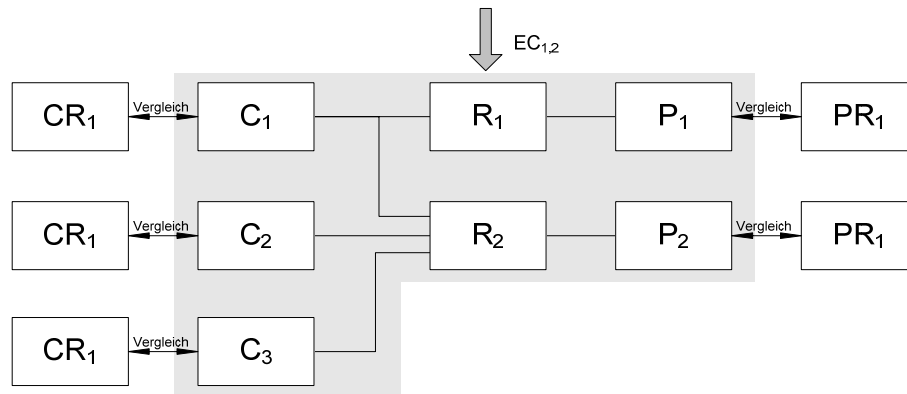 EC₁,₂
CR₁ Vergleich C₁ R₁ P₁ Vergleich PR₁
CR₁ Vergleich C₂ R₂ P₂ Vergleich PR₁
CR₁ Vergleich C₃